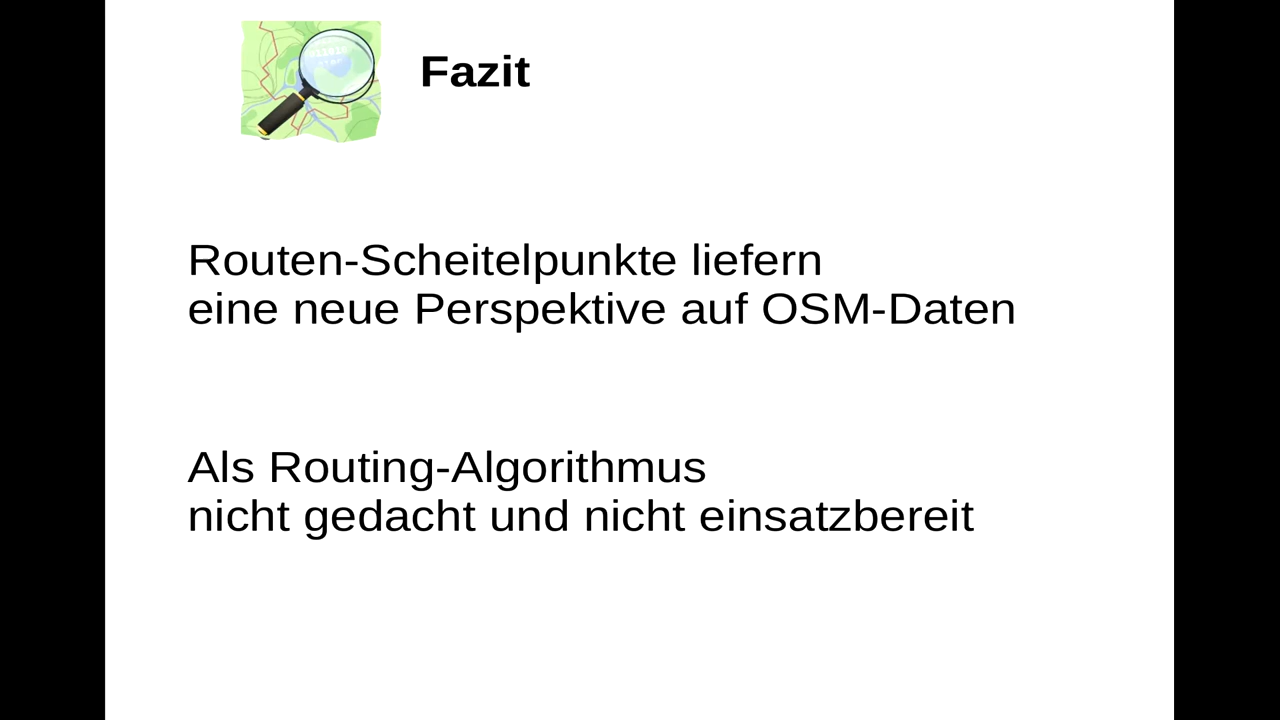 Fazit
Routen-Scheitelpunkte liefern
eine neue Perspektive auf OSM-Daten
Als Routing-Algorithmus
nicht gedacht und nicht einsatzbereit